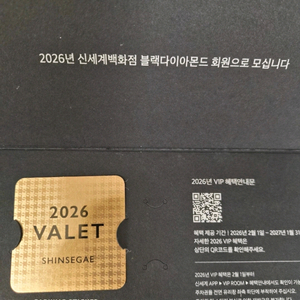 2026년 신세계백화점 블랙다이아몬드 회원으로 모십니다
2026
VALET
SHINSEGAE
2026년 VIP 혜택안내문
혜택 제공 기간 | 2026년 2월 1일 ~ 2027년 1월 3
자세한 2026 VIP 혜택은
상단의 QR코드를 확인해주세요.
2026년 VIP 혜택은 2월 1일부터
신세계 APP ▶ VIP ROOM ▶ 혜택안내에서도 확인이 가